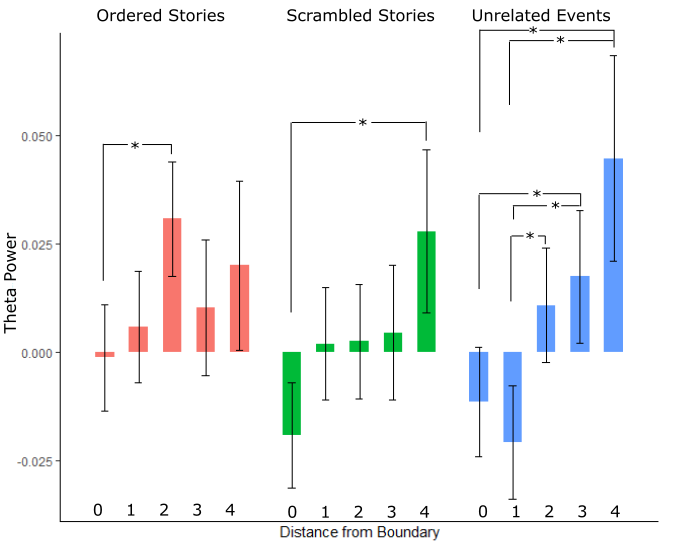 Ordered Stories Scrambled Stories Unrelated Events
* *
0.050 * *
* *
* 
0.025 *
Theta Power
0.000
-0.025
0 1 2 3 4 0 1 2 3 4 0 1 2 3 4
Distance from Boundary